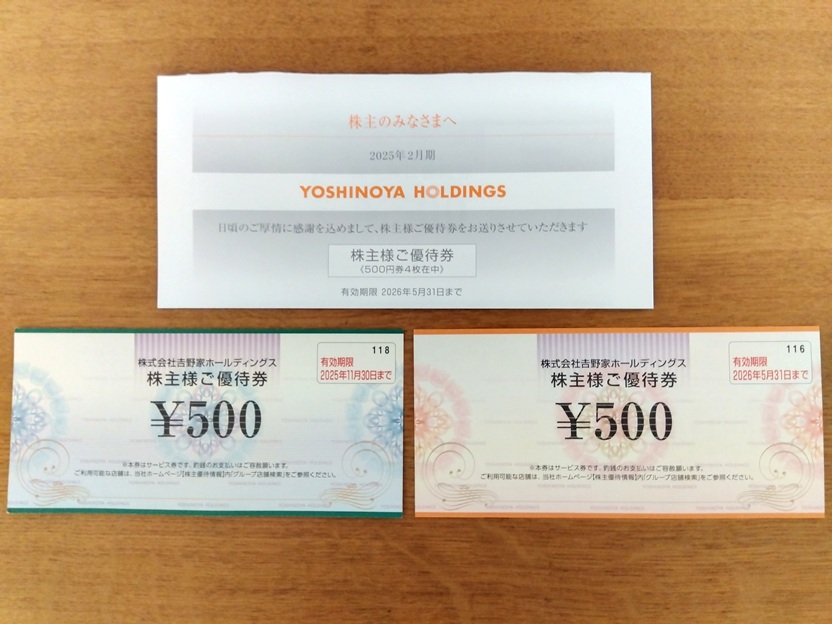 株主のみなさまへ
2025年2月期
YOSHINOYA HOLDINGS
日頃のご厚情に感謝を込めまして、株主様ご優待券をお送りさせていただきます
株主様ご優待券
《500円券4枚在中》
有効期限 2026年5月31日まで
118
株式会社吉野家ホールディングス
有効期限
株主様ご優待券
2025年11月30日まで
¥500
※本券はサービス券です。釣銭のお支払いはご容赦願います。
ご利用可能な店舗は、当社ホームページ【株主優待情報】内「グループ店舗検索」をご参照ください。
116
株式会社吉野家ホールディングス
有効期限
株主様ご優待券
2026年5月31日まで
¥500
※本券はサービス券です。釣銭のお支払いはご容赦願います。
ご利用可能な店舗は、当社ホームページ【株主優待情報】内「グループ店舗検索」をご参照ください。